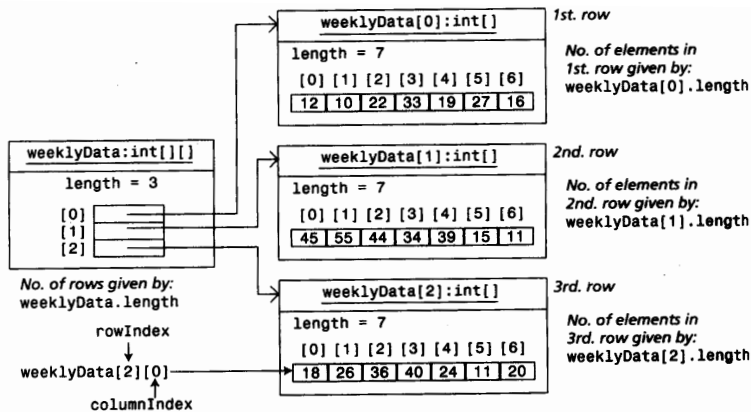 weeklyData:int[][]
length = 3
[0]
[1]
[2]
No. of rows given by:
weeklyData.length
rowIndex
weeklyData[2][0]
columnIndex
weeklyData[0]:int[]
length = 7
[0] [1] [2] [3] [4] [5] [6]
12 10 22 33 19 27 16
1st. row
No. of elements in
1st. row given by:
weeklyData[0].length
weeklyData[1]:int[]
length = 7
[0] [1] [2] [3] [4] [5] [6]
45 55 44 34 39 15 11
2nd. row
No. of elements in
2nd. row given by:
weeklyData[1].length
weeklyData[2]:int[]
length = 7
[0] [1] [2] [3] [4] [5] [6]
18 26 36 40 24 11 20
3rd. row
No. of elements in
3rd. row given by:
weeklyData[2].length